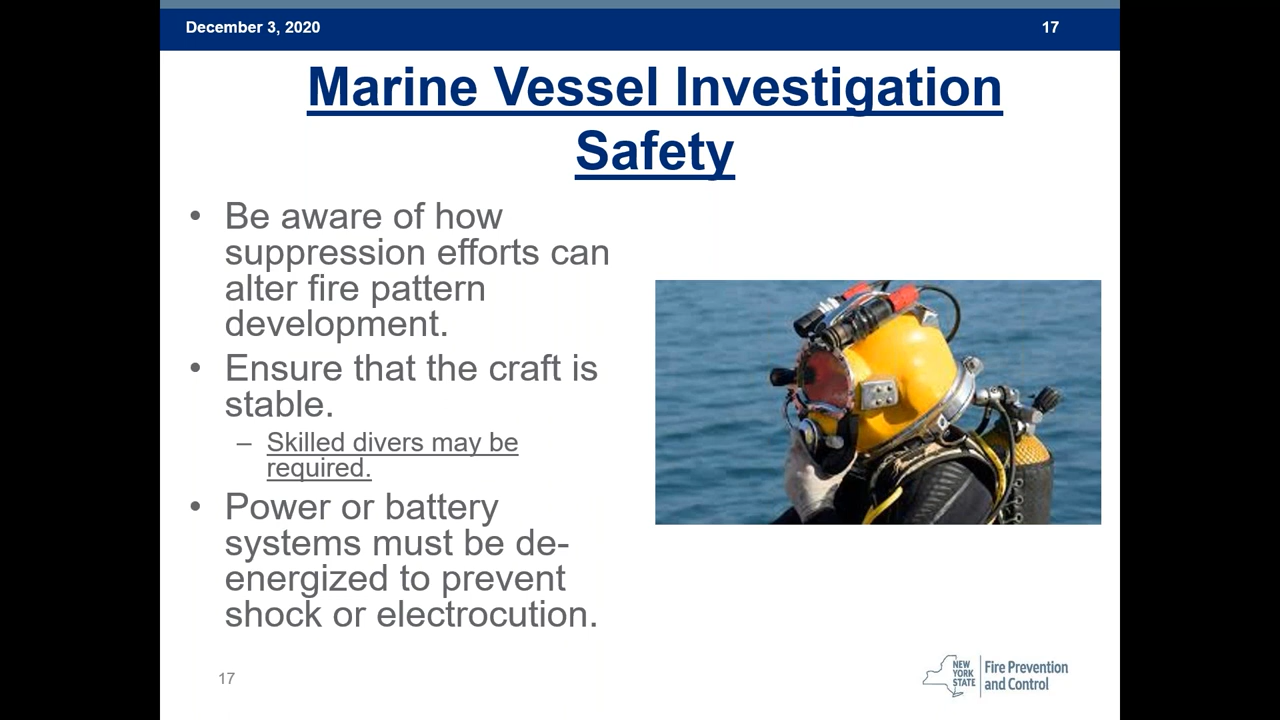 December 3, 2020
17
Marine Vessel Investigation
Safety
• Be aware of how
suppression efforts can
alter fire pattern
development.
• Ensure that the craft is
stable.
– Skilled divers may be
required.
• Power or battery
systems must be de-
energized to prevent
shock or electrocution.
17
NEW
YORK
STATE
Fire Prevention
and Control